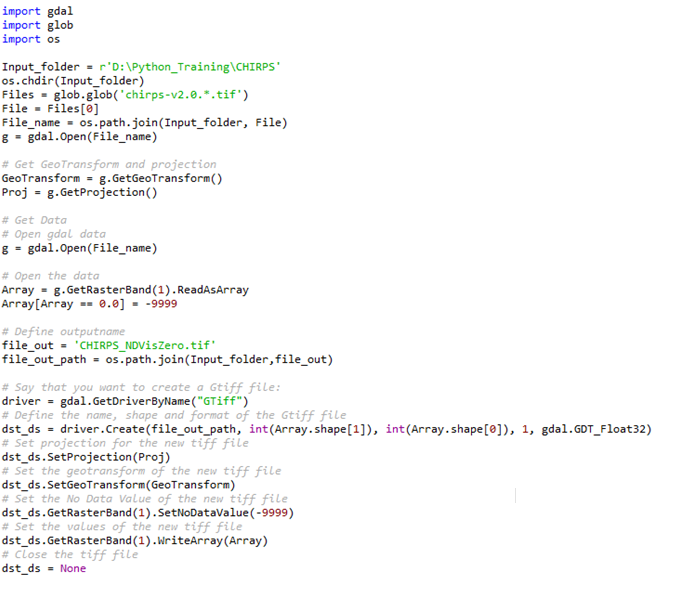 import gdal
import glob
import os
Input_folder = r'D:\Python_Training\CHIRPS'
os.chdir(Input_folder)
Files = glob.glob('chirps-v2.0.*.tif')
File = Files[0]
File_name = os.path.join(Input_folder, File)
g = gdal.Open(File_name)
# Get GeoTransform and projection
GeoTransform = g.GetGeoTransform()
Proj = g.GetProjection()
# Get Data
# Open gdal data
g = gdal.Open(File_name)
# Open the data
Array = g.GetRasterBand(1).ReadAsArray
Array[Array == 0.0] = -9999
# Define outputname
file_out = 'CHIRPS_NDVisZero.tif'
file_out_path = os.path.join(Input_folder,file_out)
# Say that you want to create a Gtiff file:
driver = gdal.GetDriverByName("GTiff")
# Define the name, shape and format of the Gtiff file
dst_ds = driver.Create(file_out_path, int(Array.shape[1]), int(Array.shape[0]), 1, gdal.GDT_Float32)
# Set projection for the new tiff file
dst_ds.SetProjection(Proj)
# Set the geotransform of the new tiff file
dst_ds.SetGeoTransform(GeoTransform)
# Set the No Data Value of the new tiff file
dst_ds.GetRasterBand(1).SetNoDataValue(-9999)
# Set the values of the new tiff file
dst_ds.GetRasterBand(1).WriteArray(Array)
# Close the tiff file
dst_ds = None